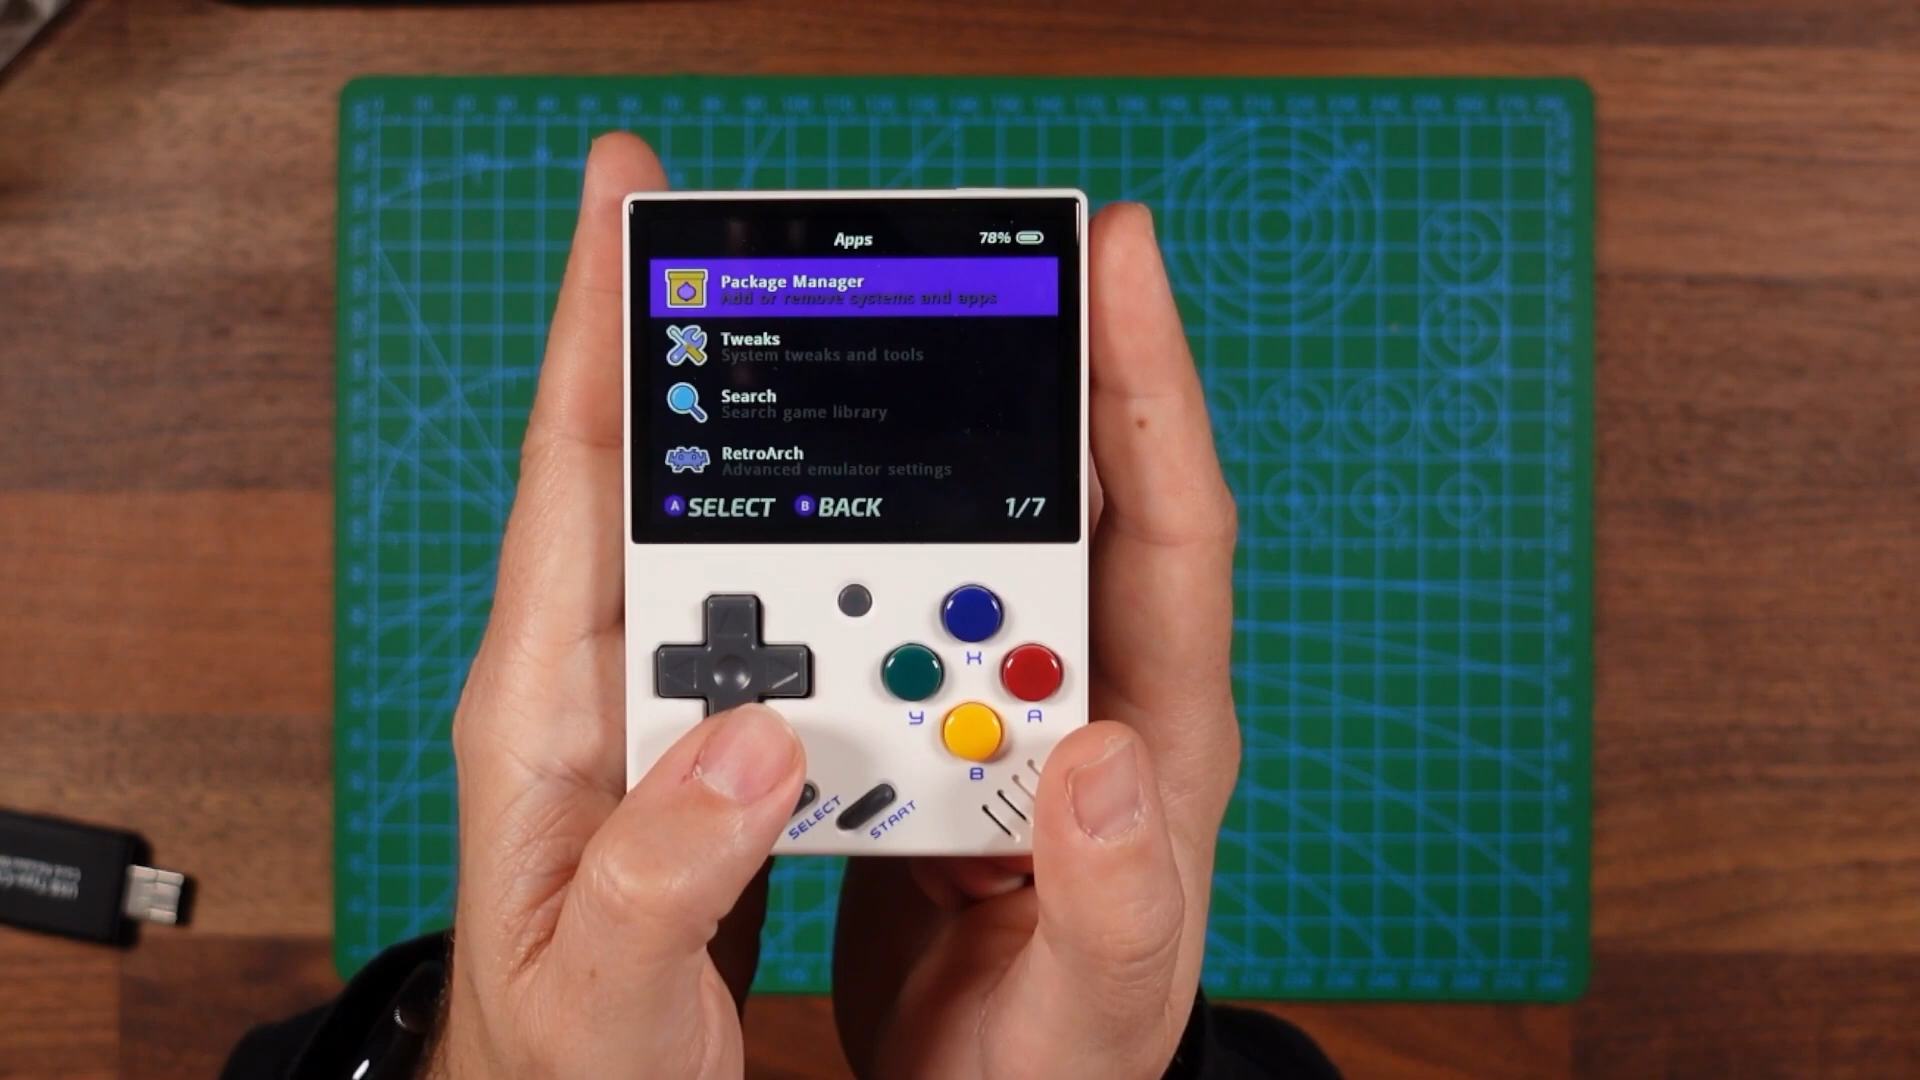 Apps
78%
Package Manager
Add or remove systems and apps
Tweaks
System tweaks and tools
Search
Search game library
RetroArch
Advanced emulator settings
A SELECT B BACK 1/7
X
Y
A
B
SELECT
START